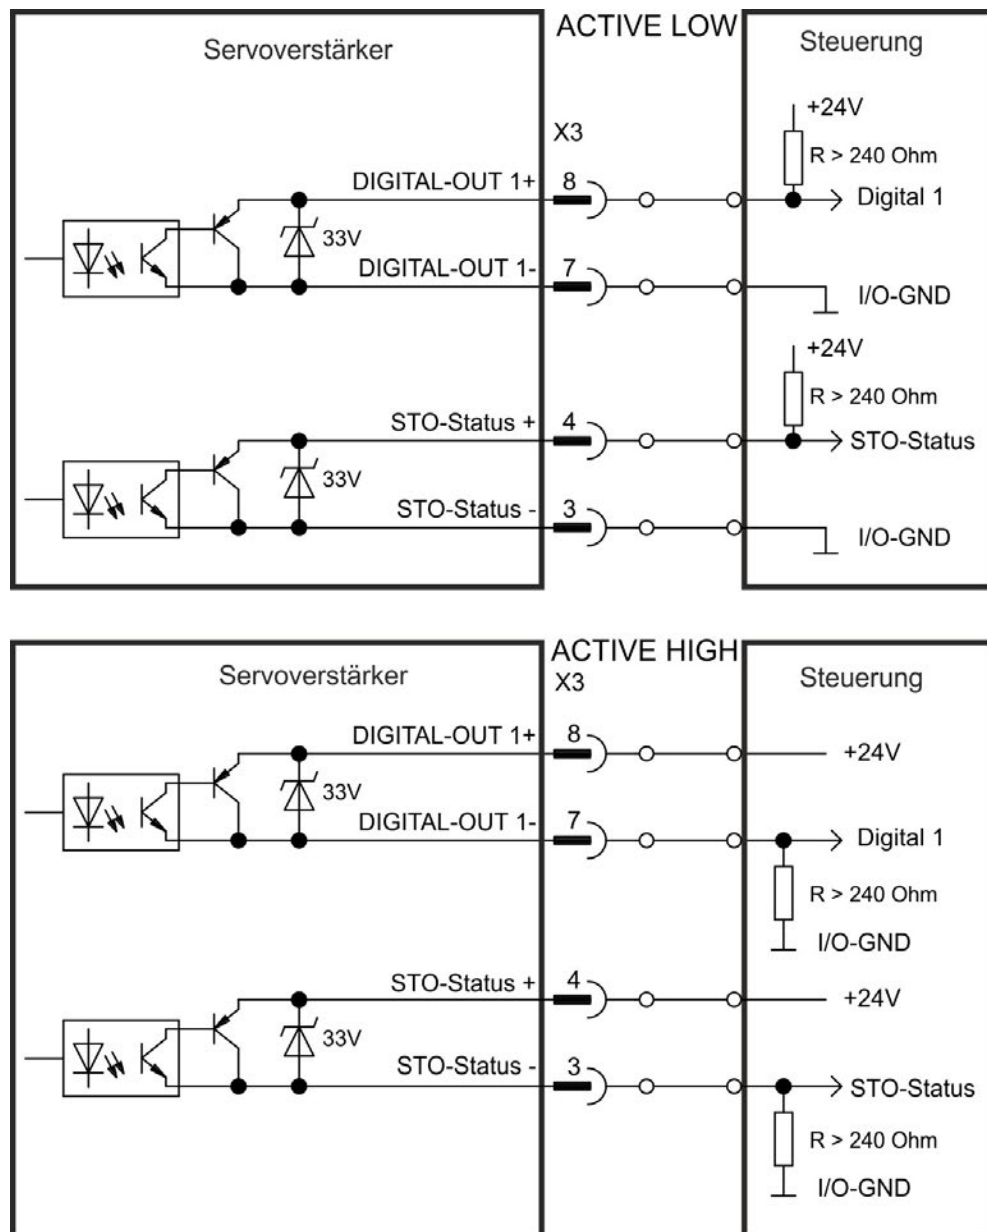 ACTIVE LOW
Servoverstärker
Steuerung
+24V
X3
R > 240 Ohm
DIGITAL-OUT 1+
8
Digital 1
33V
DIGITAL-OUT 1-
7
I/O-GND
+24V
R > 240 Ohm
STO-Status +
4
STO-Status
33V
STO-Status -
3
I/O-GND
ACTIVE HIGH
Servoverstärker
X3
Steuerung
DIGITAL-OUT 1+
8
+24V
33V
DIGITAL-OUT 1-
7
Digital 1
R > 240 Ohm
I/O-GND
STO-Status +
4
+24V
33V
STO-Status -
3
STO-Status
R > 240 Ohm
I/O-GND